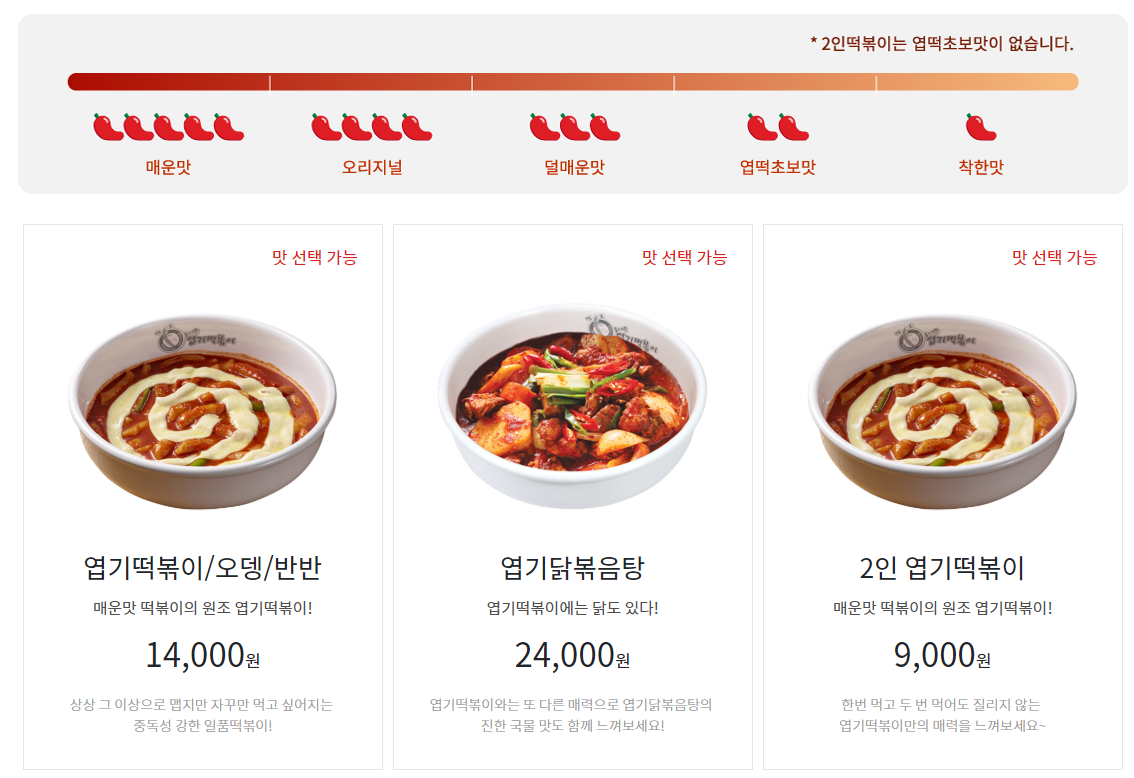 * 2인떡볶이는 엽떡초보맛이 없습니다.
매운맛 오리지널 덜매운맛 엽떡초보맛 착한맛
맛 선택 가능
엽기떡볶이
엽기떡볶이/오뎅/반반
매운맛 떡볶이의 원조 엽기떡볶이!
14,000원
상상 그 이상으로 맵지만 자꾸만 먹고 싶어지는
중독성 강한 일품떡볶이!
맛 선택 가능
엽기떡볶이
엽기닭볶음탕
엽기떡볶이에는 닭도 있다!
24,000원
엽기떡볶이와는 또 다른 매력으로 엽기닭볶음탕의
진한 국물 맛도 함께 느껴보세요!
맛 선택 가능
엽기떡볶이
2인 엽기떡볶이
매운맛 떡볶이의 원조 엽기떡볶이!
9,000원
한번 먹고 두 번 먹어도 질리지 않는
엽기떡볶이만의 매력을 느껴보세요~